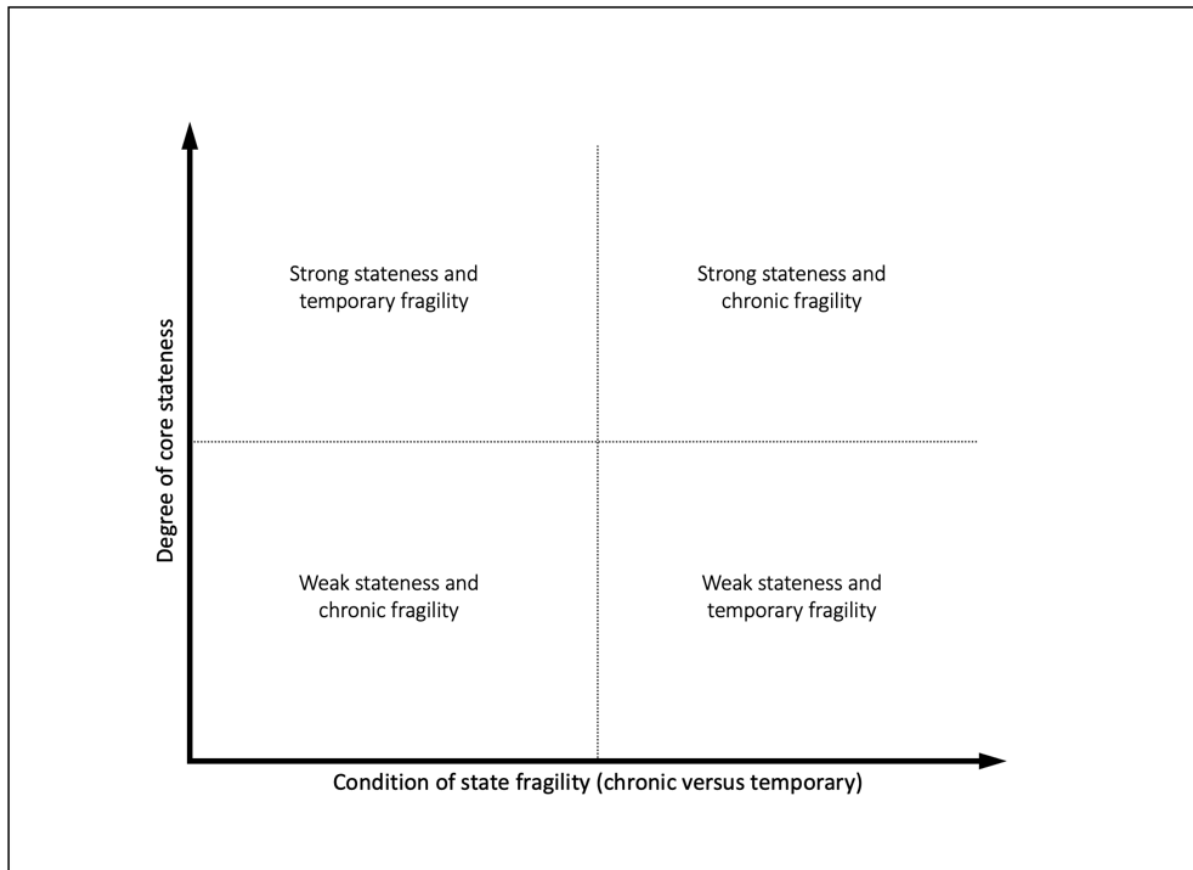 Degree of core stateness
Strong stateness and
temporary fragility
Strong stateness and
chronic fragility
Weak stateness and
chronic fragility
Weak stateness and
temporary fragility
Condition of state fragility (chronic versus temporary)